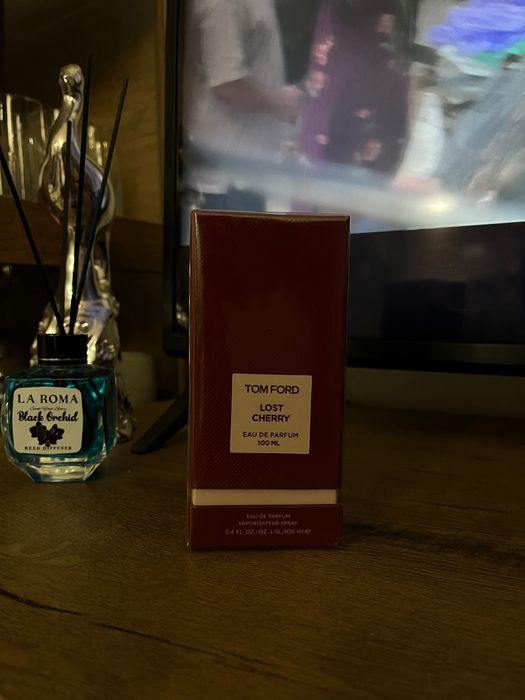 LA ROMA
Black Orchid
REED DIFFUSER
TOM FORD
LOST
CHERRY
EAU DE PARFUM
100 ML
EAU DE PARFUM
VAPORISATEUR SPRAY
3.4 FL. OZ./OZ. LIQ./100 ml ℮